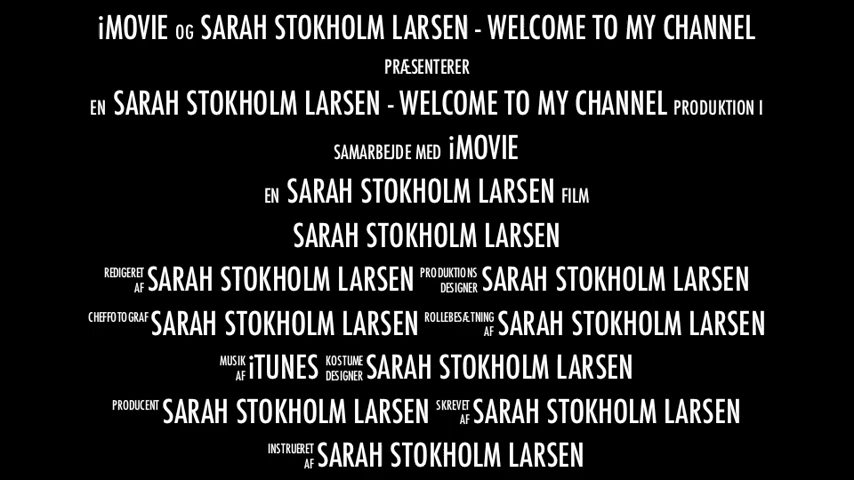 iMOVIE OG SARAH STOKHOLM LARSEN - WELCOME TO MY CHANNEL
PRÆSENTERER
EN SARAH STOKHOLM LARSEN - WELCOME TO MY CHANNEL PRODUKTION I
SAMARBEJDE MED iMOVIE
EN SARAH STOKHOLM LARSEN FILM
SARAH STOKHOLM LARSEN
REDIGERET AF SARAH STOKHOLM LARSEN PRODUKTIONS DESIGNER SARAH STOKHOLM LARSEN
CHEFFOTOGRAF SARAH STOKHOLM LARSEN ROLLEBESÆTNING AF SARAH STOKHOLM LARSEN
MUSIK AF iTUNES KOSTUME DESIGNER SARAH STOKHOLM LARSEN
PRODUCENT SARAH STOKHOLM LARSEN SKREVET AF SARAH STOKHOLM LARSEN
INSTRUERET AF SARAH STOKHOLM LARSEN